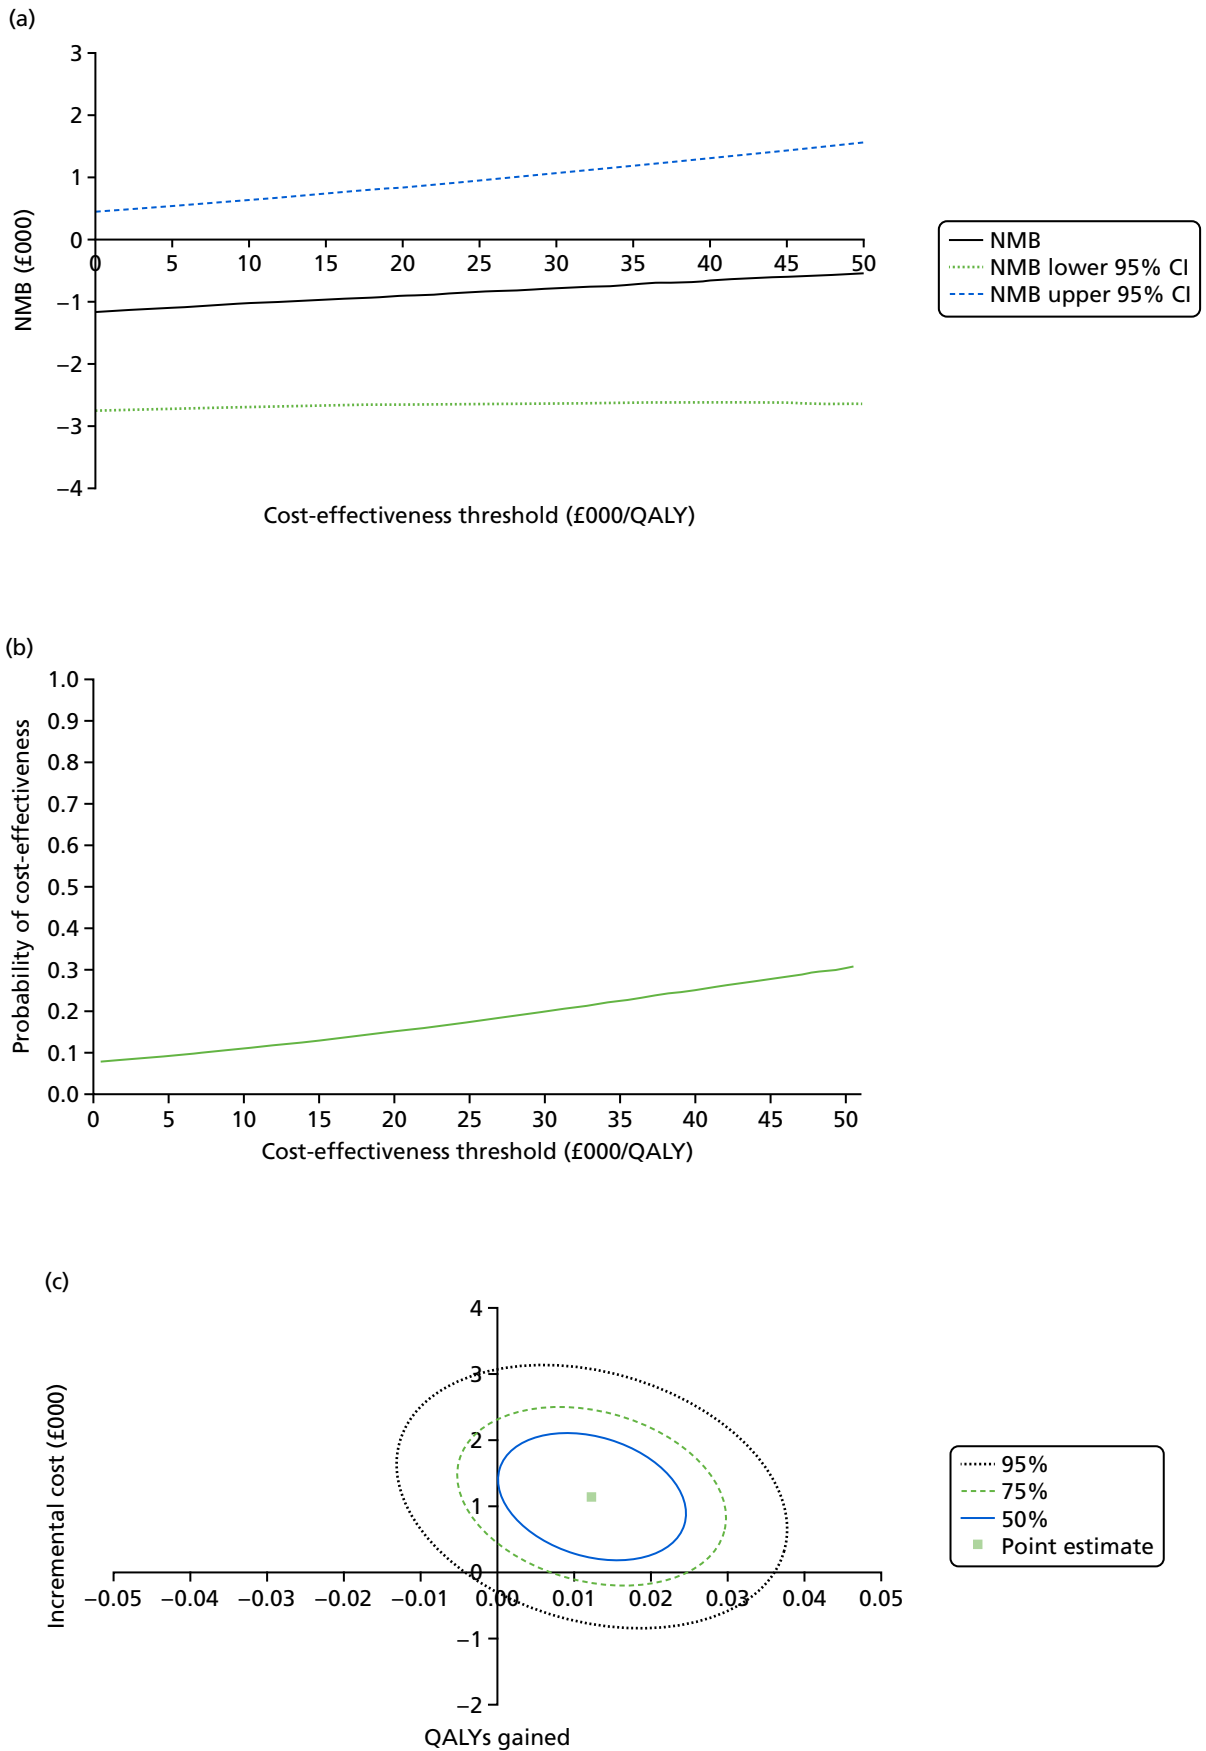 (a)
3
2
1
0
−1
−2
−3
−4
NMB (£000)
0 5 10 15 20 25 30 35 40 45 50
Cost-effectiveness threshold (£000/QALY)
NMB
NMB lower 95% CI
NMB upper 95% CI
(b)
1.0
0.9
0.8
0.7
0.6
0.5
0.4
0.3
0.2
0.1
0.0
Probability of cost-effectiveness
0 5 10 15 20 25 30 35 40 45 50
Cost-effectiveness threshold (£000/QALY)
(c)
4
3
2
1
0
−1
−2
Incremental cost (£000)
−0.05 −0.04 −0.03 −0.02 −0.01 0.00 0.01 0.02 0.03 0.04 0.05
QALYs gained
95%
75%
50%
Point estimate